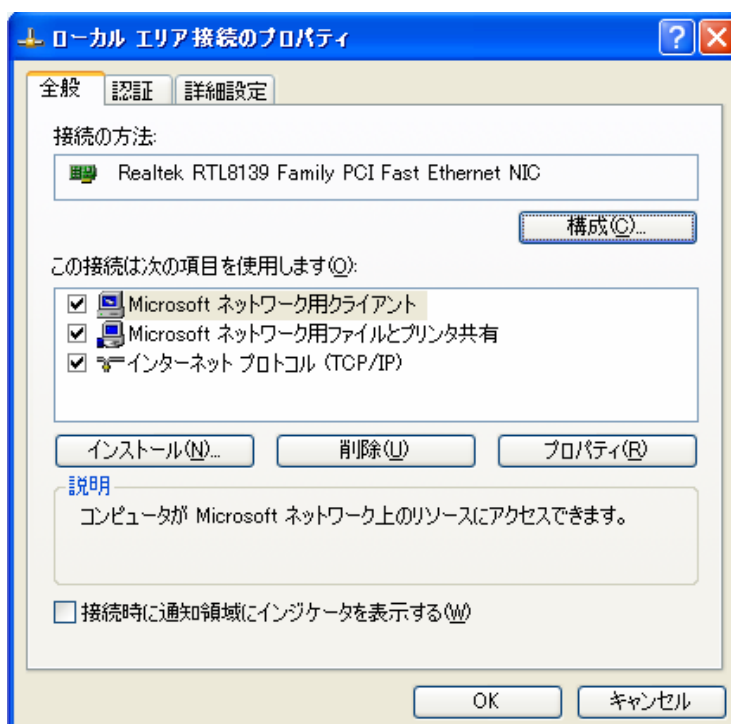 ローカル エリア接続のプロパティ
全般 認証 詳細設定
接続の方法:
Realtek RTL8139 Family PCI Fast Ethernet NIC
構成(C)...
この接続は次の項目を使用します(O):
Microsoft ネットワーク用クライアント
Microsoft ネットワーク用ファイルとプリンタ共有
インターネット プロトコル (TCP/IP)
インストール(N)... 削除(U) プロパティ(R)
説明
コンピュータが Microsoft ネットワーク上のリソースにアクセスできます。
接続時に通知領域にインジケータを表示する(W)
OK キャンセル